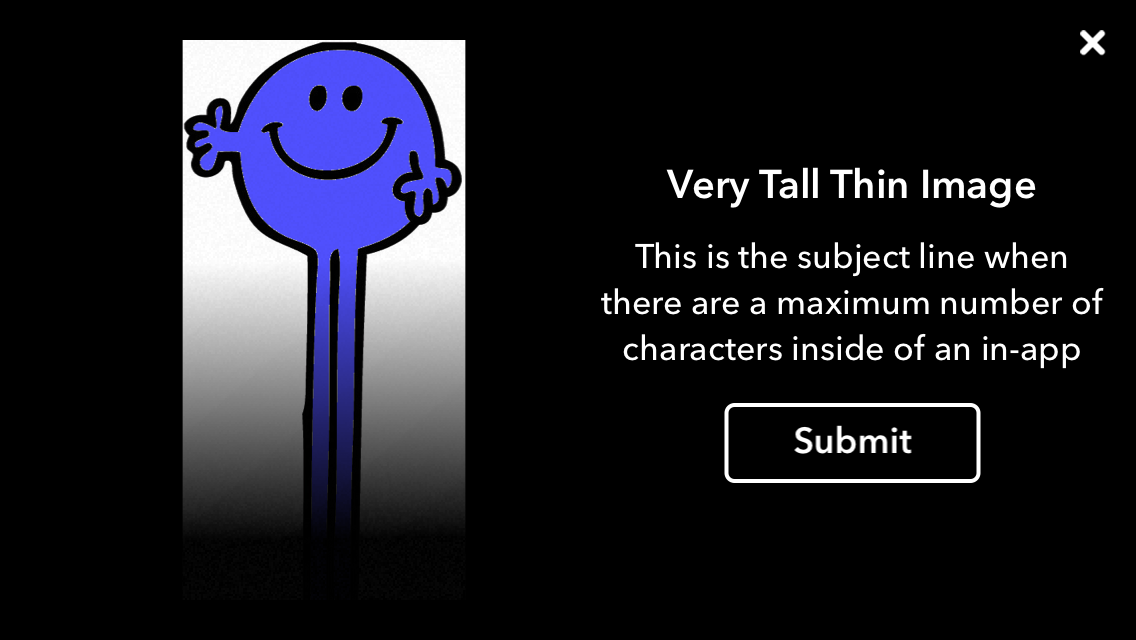 Very Tall Thin Image
This is the subject line when
there are a maximum number of
characters inside of an in-app
Submit